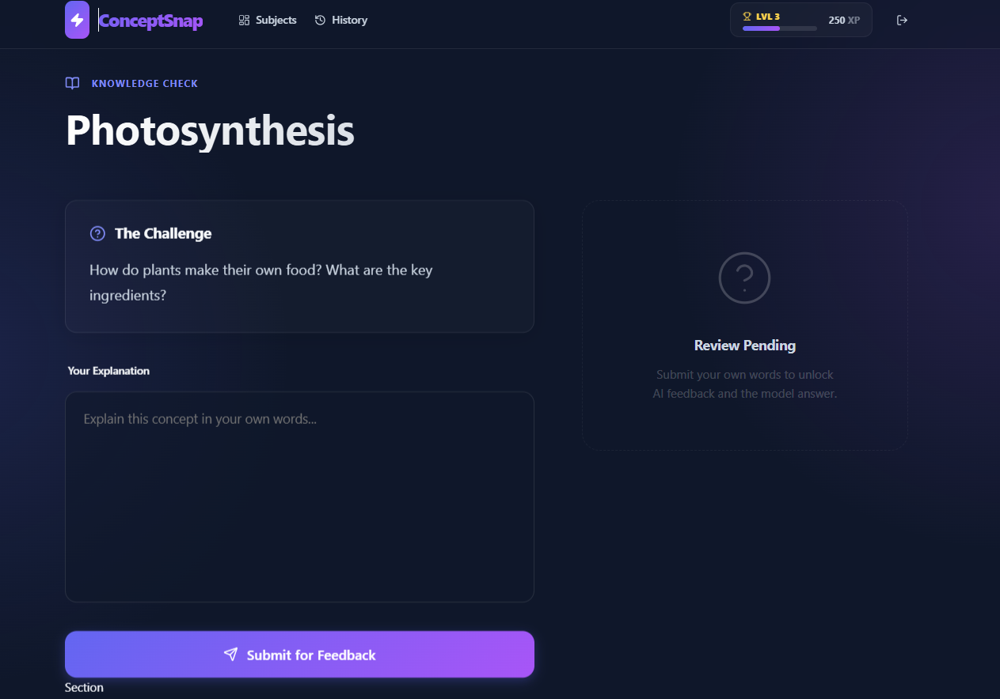 ConceptSnap
Subjects
History
LVL 3
250 XP
KNOWLEDGE CHECK
Photosynthesis
The Challenge
How do plants make their own food? What are the key
ingredients?
Your Explanation
Explain this concept in your own words...
Submit for Feedback
Section
Review Pending
Submit your own words to unlock
AI feedback and the model answer.